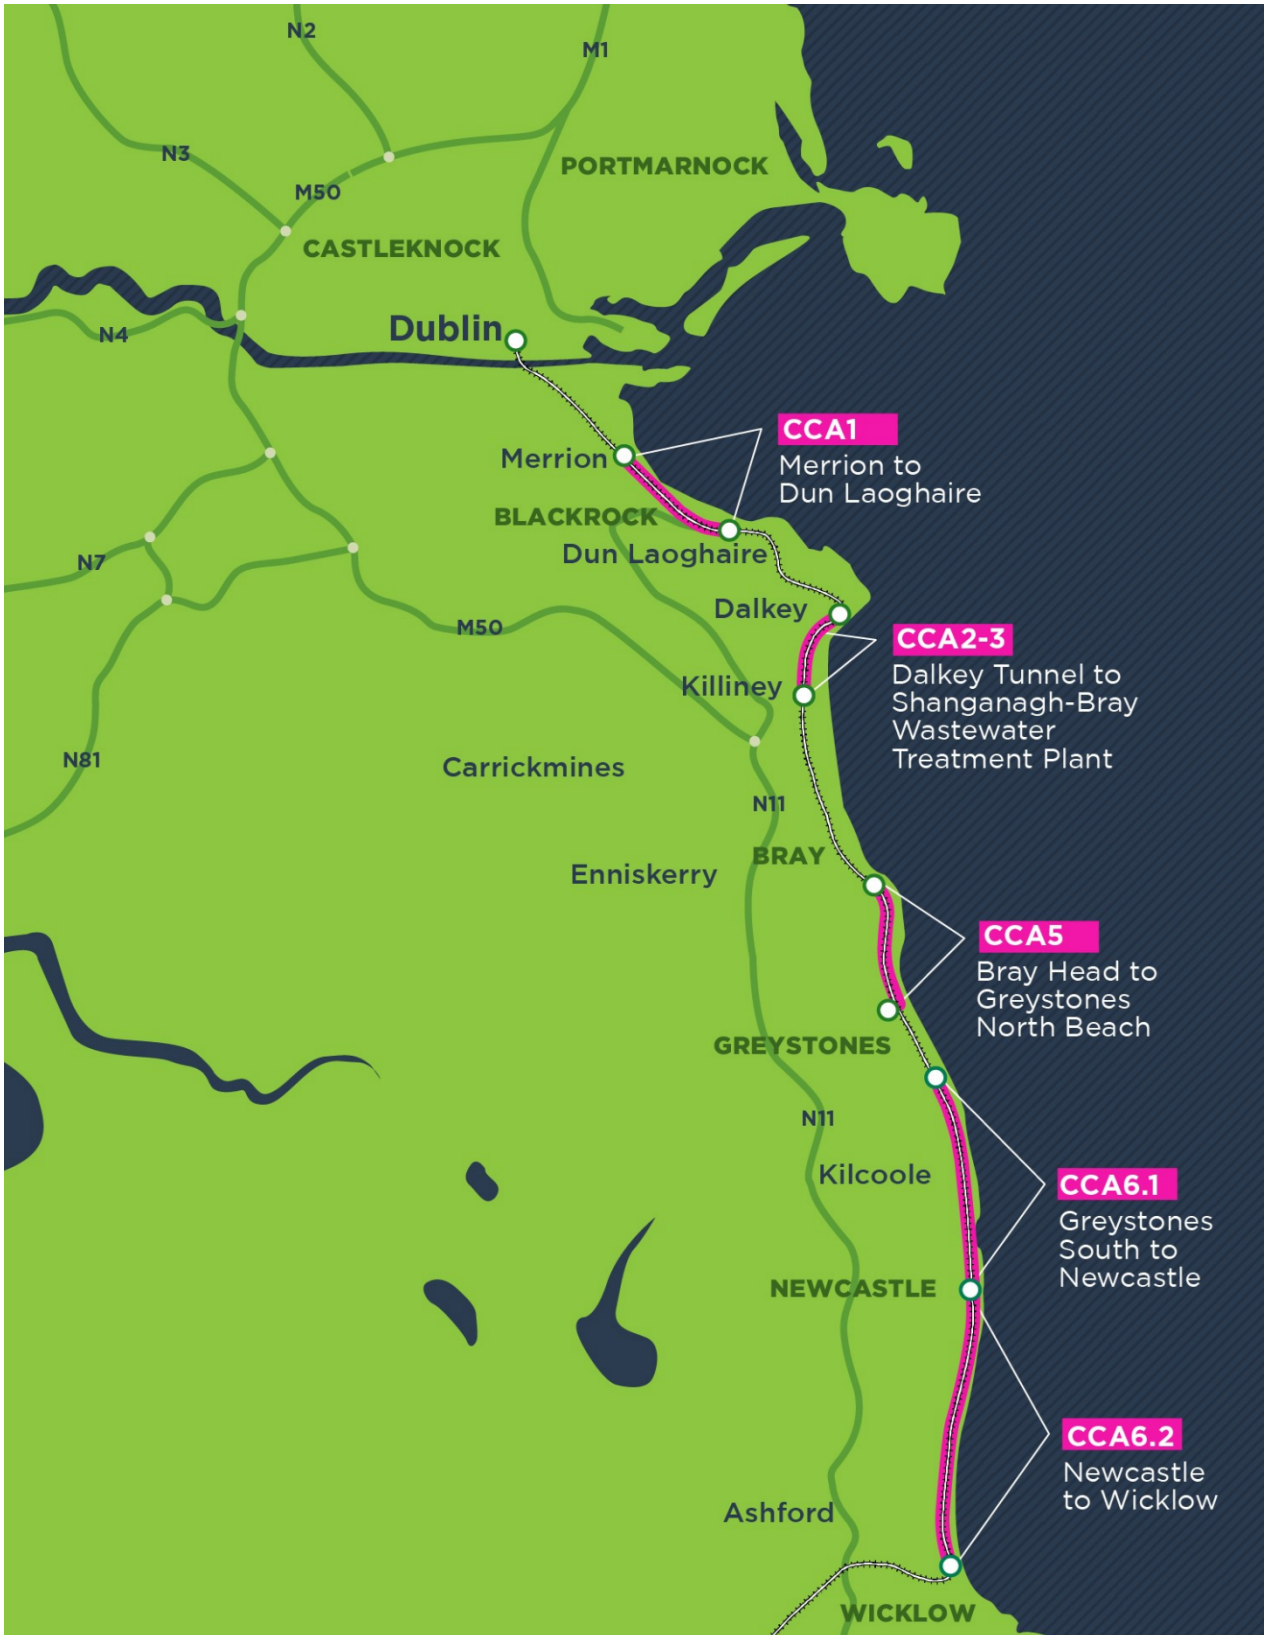 N2
M1
N3
PORTMARNOCK
M50
CASTLEKNOCK
Dublin
N4
CCA1
Merrion to
Dun Laoghaire
Merrion
BLACKROCK
Dun Laoghaire
N7
Dalkey
M50
CCA2-3
Dalkey Tunnel to
Shanganagh-Bray
Wastewater
Treatment Plant
Killiney
N81
Carrickmines
N11
BRAY
Enniskerry
CCA5
Bray Head to
Greystones
North Beach
GREYSTONES
N11
Kilcoole
CCA6.1
Greystones
South to
Newcastle
NEWCASTLE
CCA6.2
Newcastle
to Wicklow
Ashford
WICKLOW